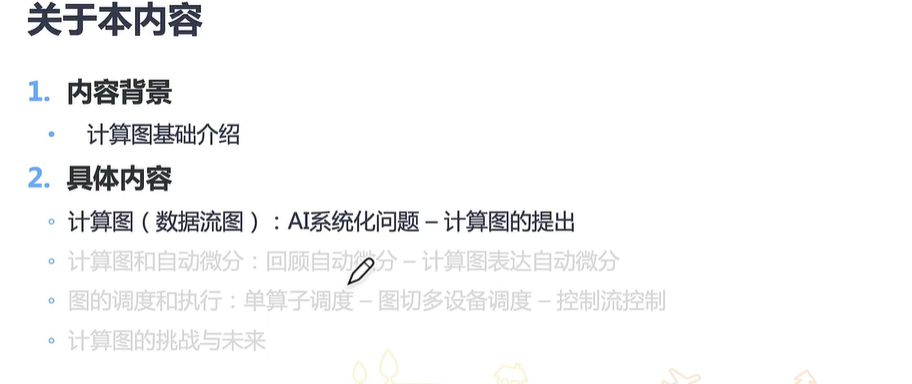 关于本内容
1. 内容背景
• 计算图基础介绍
2. 具体内容
◦ 计算图（数据流图）：AI系统化问题 – 计算图的提出
◦ 计算图和自动微分：回顾自动微分 – 计算图表达自动微分
◦ 图的调度和执行：单算子调度 – 图切多设备调度 – 控制流控制
◦ 计算图的挑战与未来